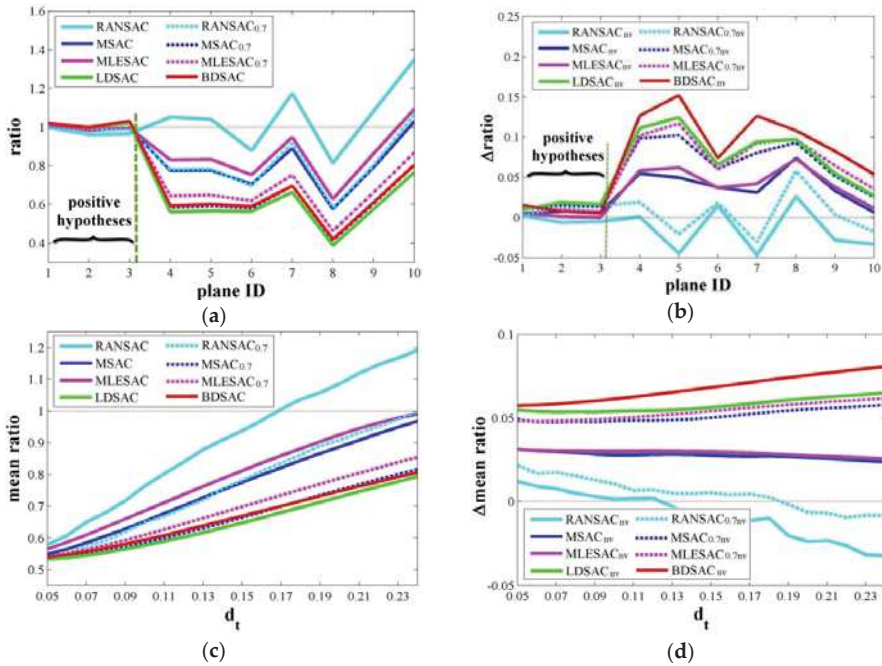 1.6
1.4
1.2
1
0.8
0.6
0.4
ratio
RANSAC
MSAC
MLESAC
LDSAC
RANSAC0.7
MSAC0.7
MLESAC0.7
BDSAC
positive
hypotheses
1 2 3 4 5 6 7 8 9 10
plane ID
(a)
0.25
0.20
0.15
0.10
0.05
0
-0.05
Δratio
RANSACnv
MSACnv
MLESACnv
LDSACnv
RANSAC0.7nv
MSAC0.7nv
MLESAC0.7nv
BDSACnv
positive
hypotheses
1 2 3 4 5 6 7 8 9 10
plane ID
(b)
1.2
1.1
1
0.9
0.8
0.7
0.6
0.5
mean ratio
RANSAC
MSAC
MLESAC
LDSAC
RANSAC0.7
MSAC0.7
MLESAC0.7
BDSAC
0.05 0.07 0.09 0.11 0.13 0.15 0.17 0.19 0.21 0.23
dt
(c)
0.1
0.05
0
-0.05
Δmean ratio
RANSACnv
MSACnv
MLESACnv
LDSACnv
RANSAC0.7nv
MSAC0.7nv
MLESAC0.7nv
BDSACnv
0.05 0.07 0.09 0.11 0.13 0.15 0.17 0.19 0.21 0.23
dt
(d)